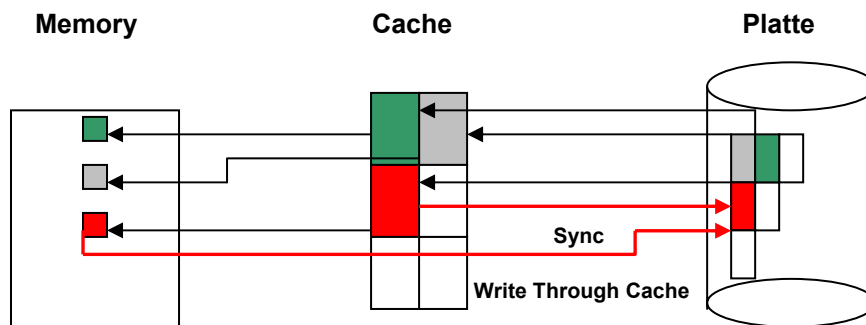 Memory
Cache
Platte
Sync
Write Through Cache